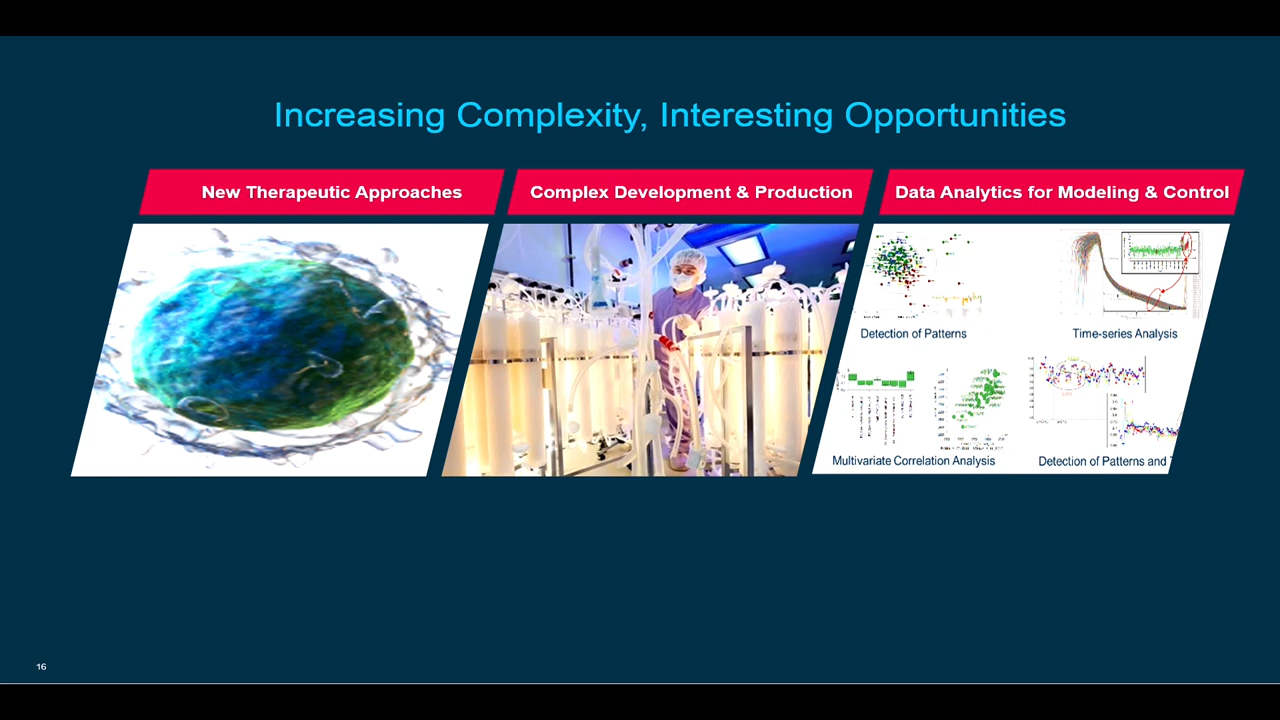 Increasing Complexity, Interesting Opportunities
New Therapeutic Approaches
Complex Development & Production
Data Analytics for Modeling & Control
Detection of Patterns
Time-series Analysis
Multivariate Correlation Analysis
Detection of Patterns and
16